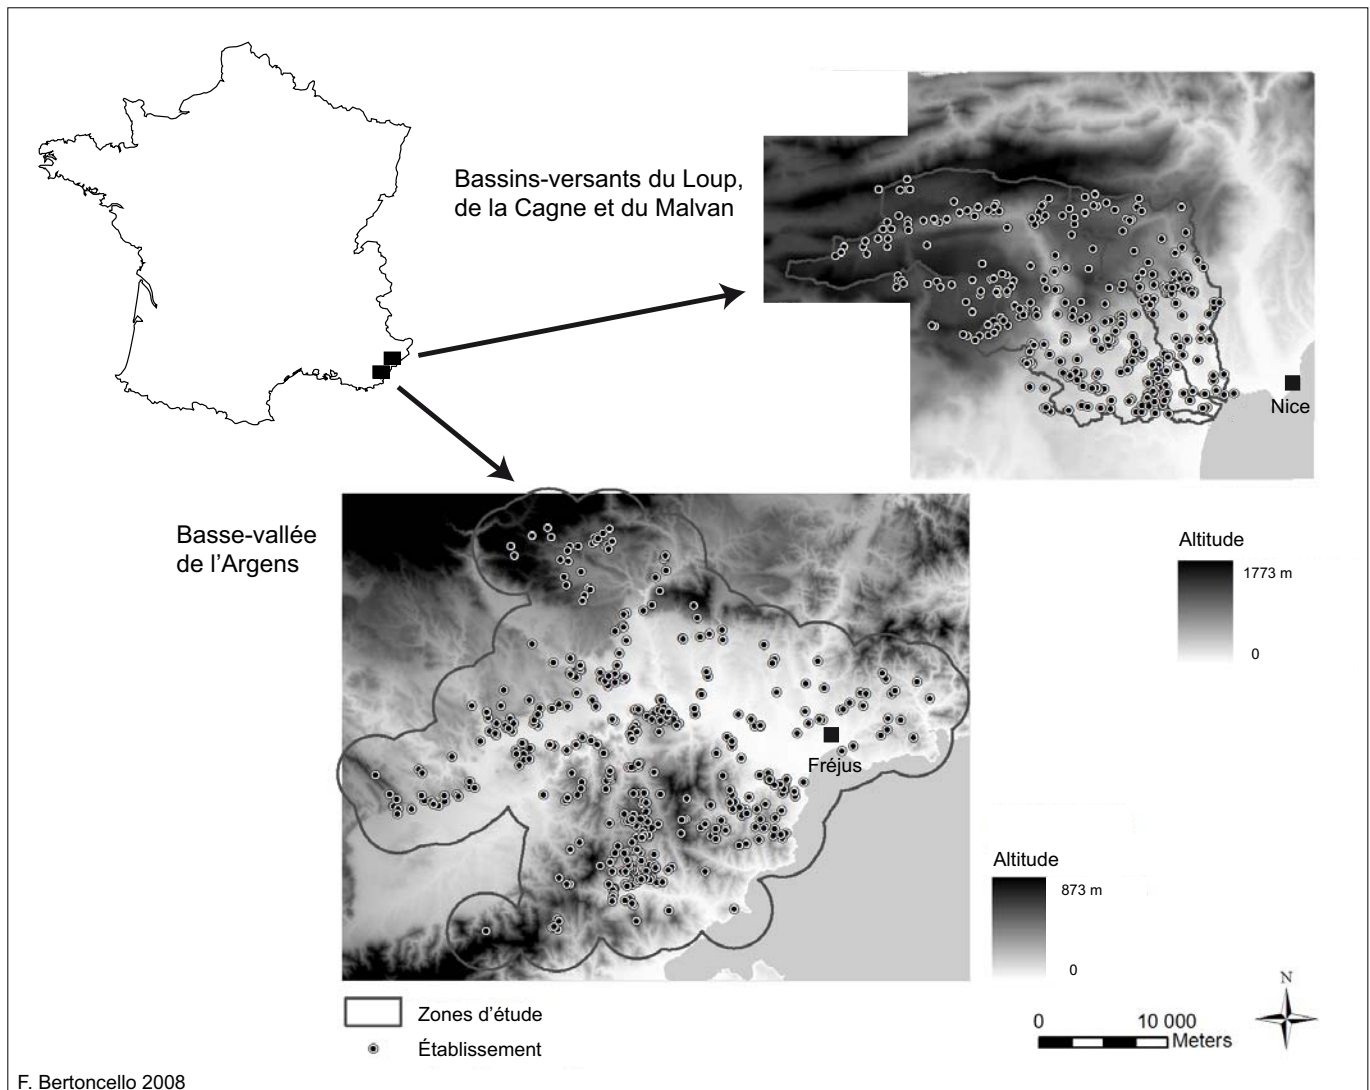 Bassins-versants du Loup,
de la Cagne et du Malvan
Nice
Basse-vallée
de l'Argens
Altitude
1773 m
0
Fréjus
Altitude
873 m
0
Zones d'étude
Établissement
N
0 10 000
Meters
F. Bertoncello 2008